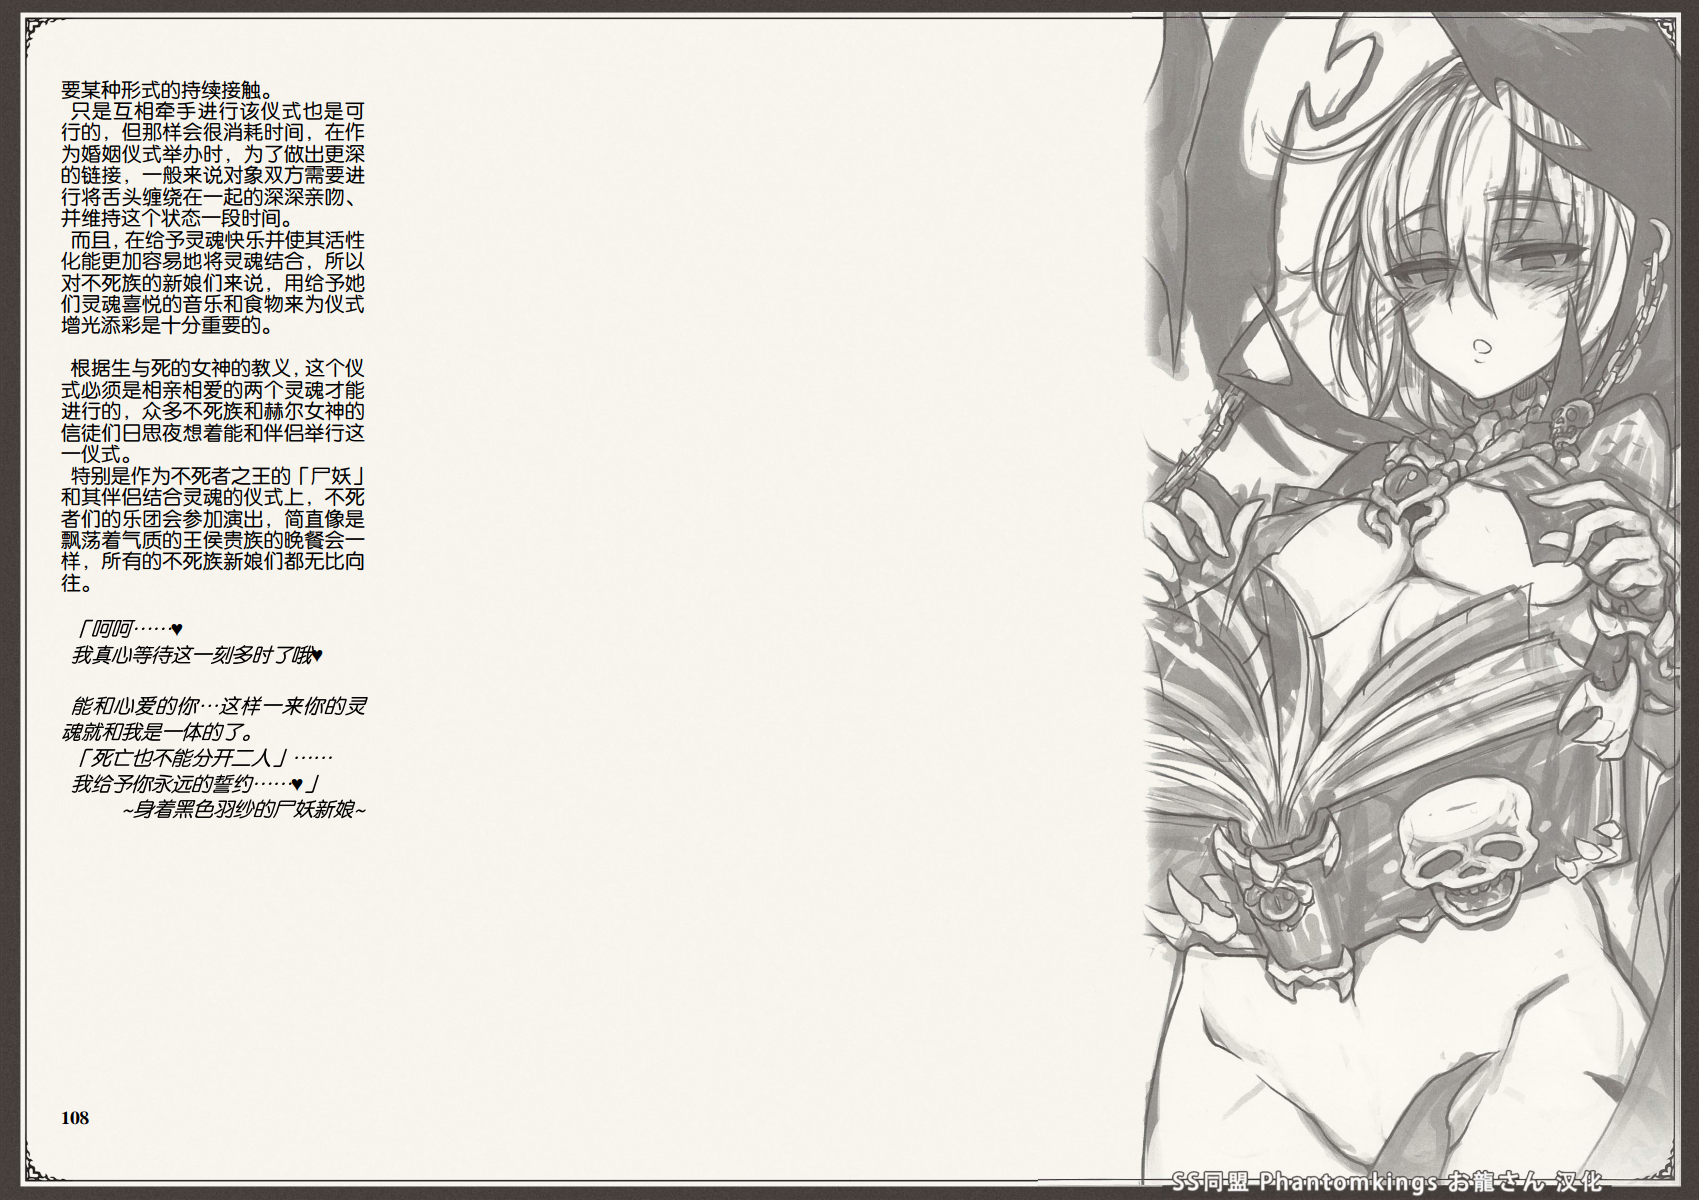 要某种形式的持续接触。
只是互相牵手进行该仪式也是可
行的，但那样会很消耗时间，在作
为婚姻仪式举办时，为了做出更深
的链接，一般来说对象双方需要进
行将舌头缠绕在一起的深深亲吻、
并维持这个状态一段时间。
而且，在给予灵魂快乐并使其活性
化能更加容易地将灵魂结合，所以
对不死族的新娘们来说，用给予她
们灵魂喜悦的音乐和食物来为仪式
增光添彩是十分重要的。
根据生与死的女神的教义，这个仪
式必须是相亲相爱的两个灵魂才能
进行的，众多不死族和赫尔女神的
信徒们日思夜想着能和伴侣举行这
一仪式。
特别是作为不死者之王的「尸妖」
和其伴侣结合灵魂的仪式上，不死
者们的乐团会参加演出，简直像是
飘荡着气质的王侯贵族的晚餐会一
样，所有的不死族新娘们都无比向
往。
「呵呵……♥
我真心等待这一刻多时了哦♥
能和心爱的你…这样一来你的灵
魂就和我是一体的了。
「死亡也不能分开二人」……
我给予你永远的誓约……♥」
~身着黑色羽纱的尸妖新娘~
108
SS同盟 Phantomkings お龍さん 汉化